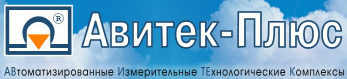 ® Авитек-Плюс
АВтоматизированные Измерительные ТЕхнологические Комплексы